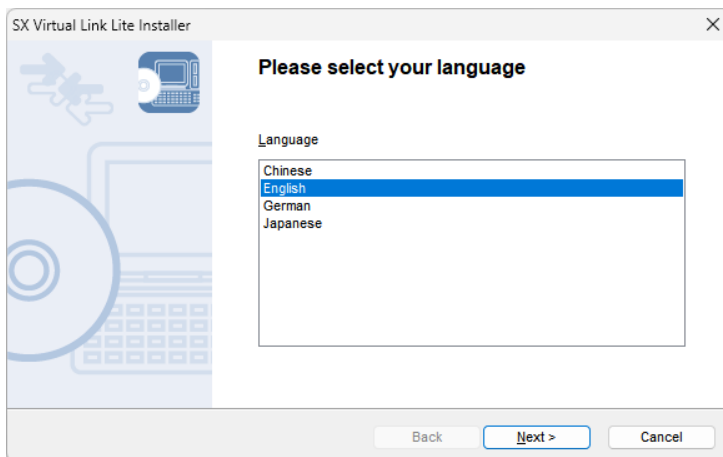 SX Virtual Link Lite Installer
Please select your language
Language
Chinese
English
German
Japanese
Back
Next >
Cancel